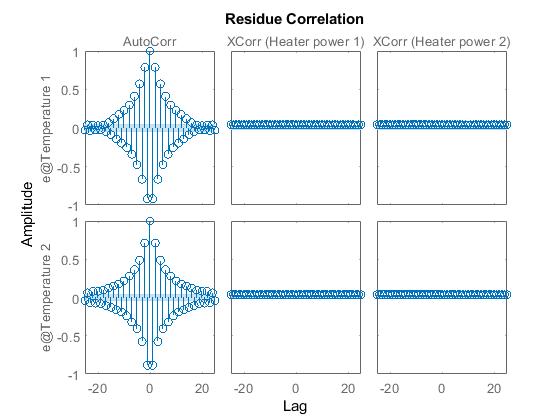 Residue Correlation
AutoCorr
XCorr (Heater power 1)
XCorr (Heater power 2)
Amplitude
e@Temperature 1
1
0.5
0
-0.5
-1
e@Temperature 2
1
0.5
0
-0.5
-1
-20 0 20
-20 0 20
-20 0 20
Lag